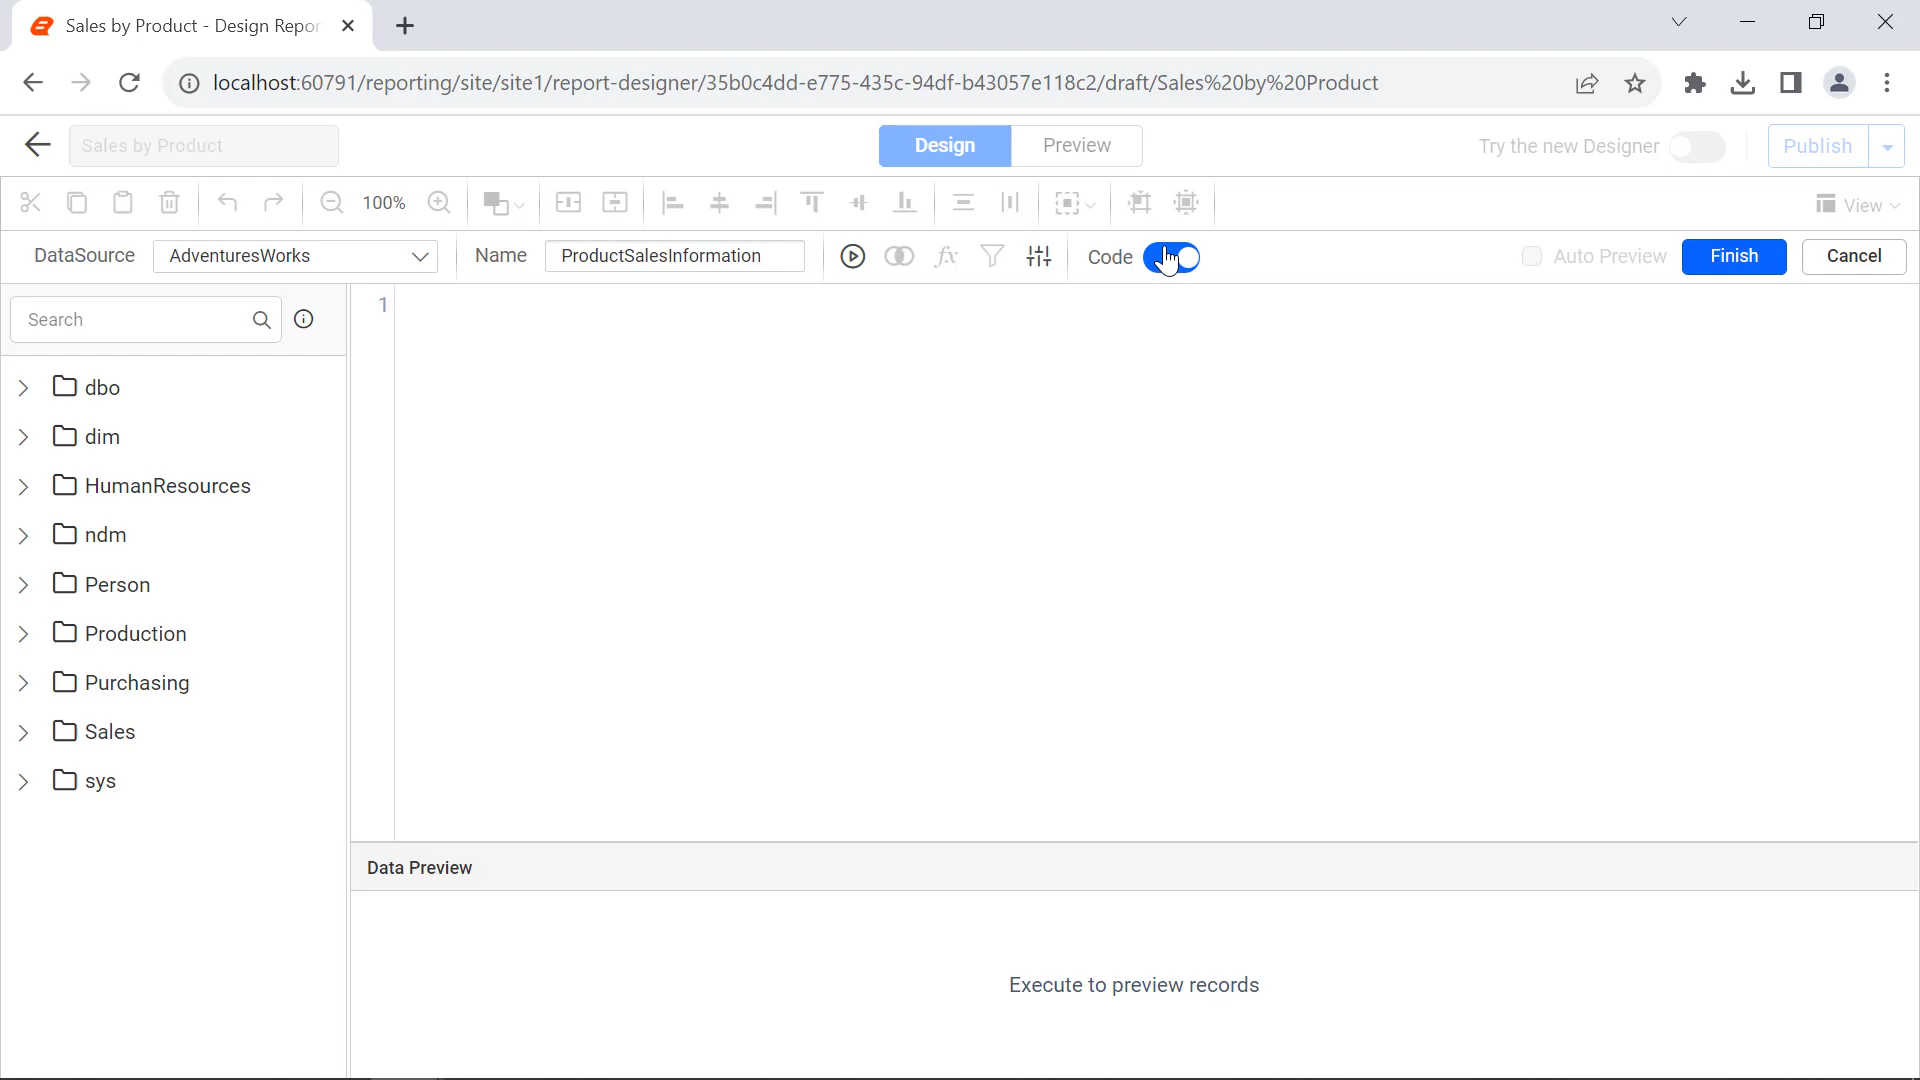 Sales by Product - Design Repor
localhost:60791/reporting/site/site1/report-designer/35b0c4dd-e775-435c-94df-b43057e118c2/draft/Sales%20by%20Product
Sales by Product
Design
Preview
Try the new Designer
Publish
100%
View
DataSource
AdventuresWorks
Name
ProductSalesInformation
fx
Code
Auto Preview
Finish
Cancel
Search
1
dbo
dim
HumanResources
ndm
Person
Production
Purchasing
Sales
sys
Data Preview
Execute to preview records